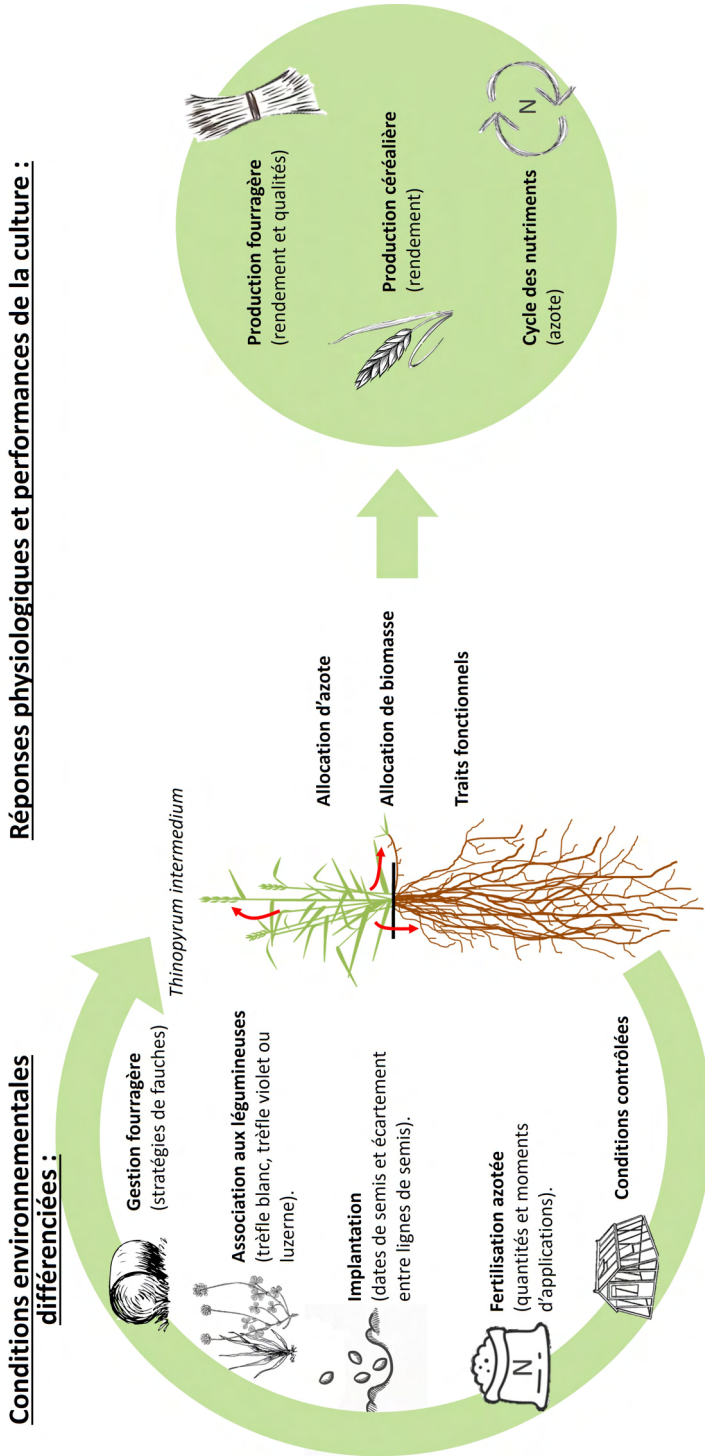 Conditions environnementales
différenciées :
Gestion fourragère
(stratégies de fauches)
Association aux légumineuses
(trèfle blanc, trèfle violet ou
luzerne).
Implantation
(dates de semis et écartement
entre lignes de semis).
Fertilisation azotée
(quantités et moments
d'applications).
N
Conditions contrôlées
Thinopyrum intermedium
Réponses physiologiques et performances de la culture :
Allocation d'azote
Allocation de biomasse
Traits fonctionnels
Production fourragère
(rendement et qualités)
Production céréalière
(rendement)
Cycle des nutriments
(azote)
N